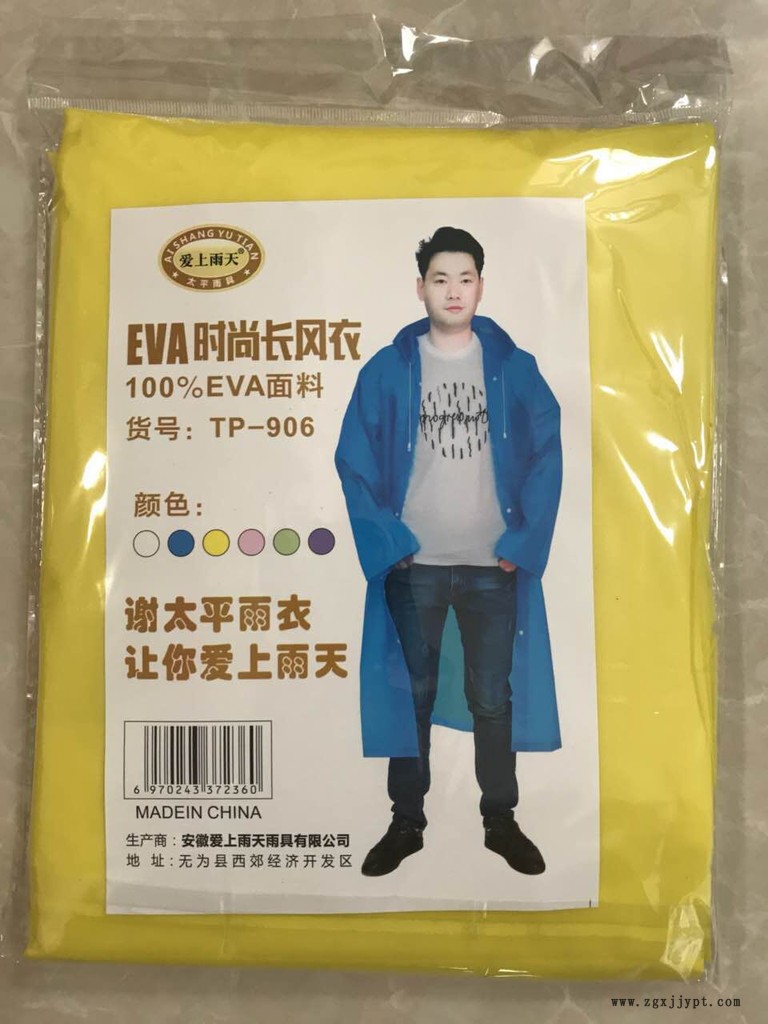 AI SHANG YU TIAN
爱上雨天®
★ 太平雨具 ★
EVA时尚长风衣
100%EVA面料
货号：TP-906
颜色：
谢太平雨衣
让你爱上雨天
6 970243 372360
MADEIN CHINA
生产商：安徽爱上雨天雨具有限公司
地 址：无为县西郊经济开发区
www.zgxjjypt.com